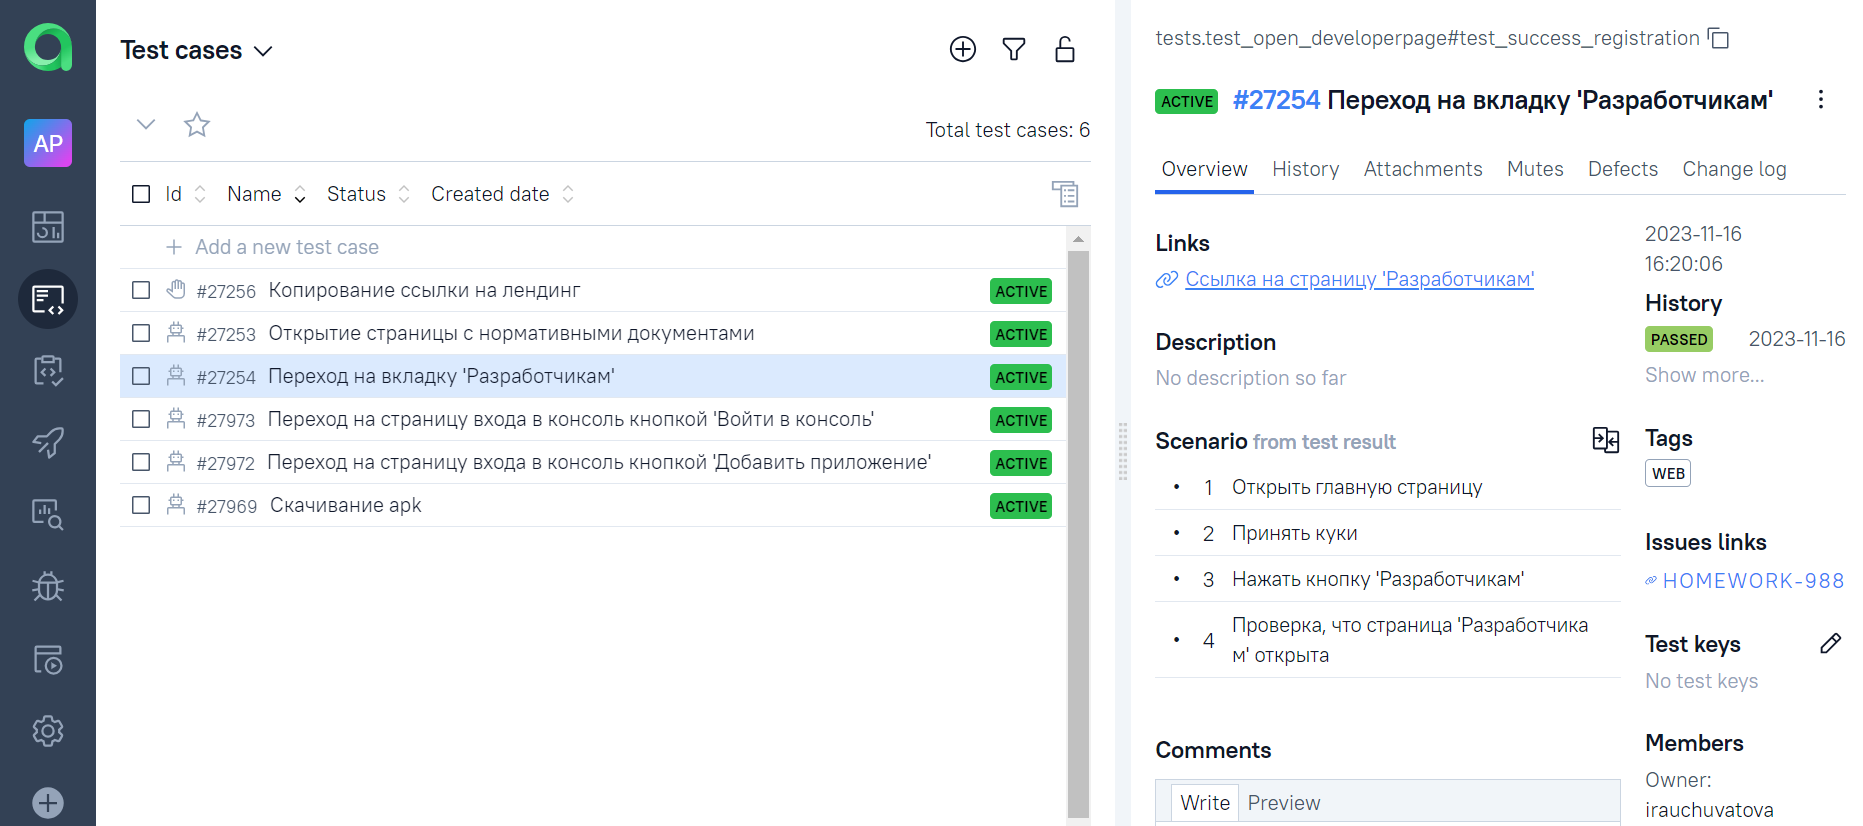 AP
Test cases
Total test cases: 6
Id Name Status Created date
Add a new test case
#27256 Копирование ссылки на лендинг ACTIVE
#27253 Открытие страницы с нормативными документами ACTIVE
#27254 Переход на вкладку 'Разработчикам' ACTIVE
#27973 Переход на страницу входа в консоль кнопкой 'Войти в консоль' ACTIVE
#27972 Переход на страницу входа в консоль кнопкой 'Добавить приложение' ACTIVE
#27969 Скачивание apk ACTIVE
tests.test_open_developerpage#test_success_registration
ACTIVE #27254 Переход на вкладку 'Разработчикам'
Overview History Attachments Mutes Defects Change log
Links
Ссылка на страницу 'Разработчикам'
Description
No description so far
Scenario from test result
• 1 Открыть главную страницу
• 2 Принять куки
• 3 Нажать кнопку 'Разработчикам'
• 4 Проверка, что страница 'Разработчика
м' открыта
Comments
Write Preview
2023-11-16
16:20:06
History
PASSED 2023-11-16
Show more...
Tags
WEB
Issues links
HOMEWORK-988
Test keys
No test keys
Members
Owner:
irauchuvatova